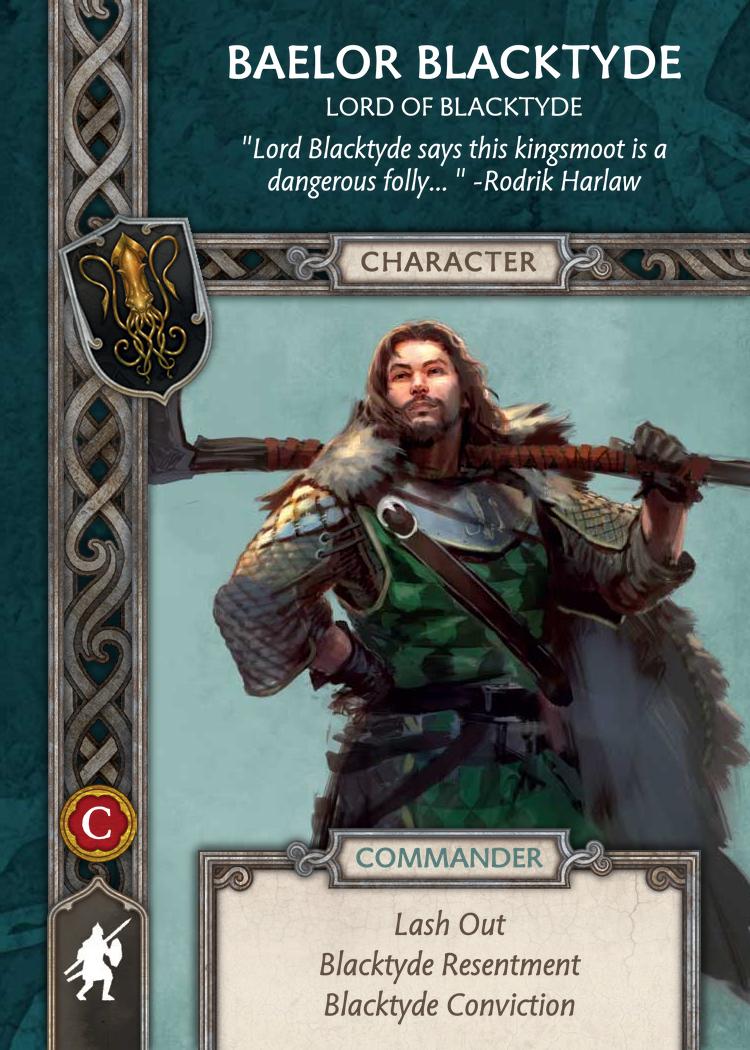 BAELOR BLACKTYDE
LORD OF BLACKTYDE
"Lord Blacktyde says this kingsmoot is a
dangerous folly... " -Rodrik Harlaw
CHARACTER
C
COMMANDER
Lash Out
Blacktyde Resentment
Blacktyde Conviction